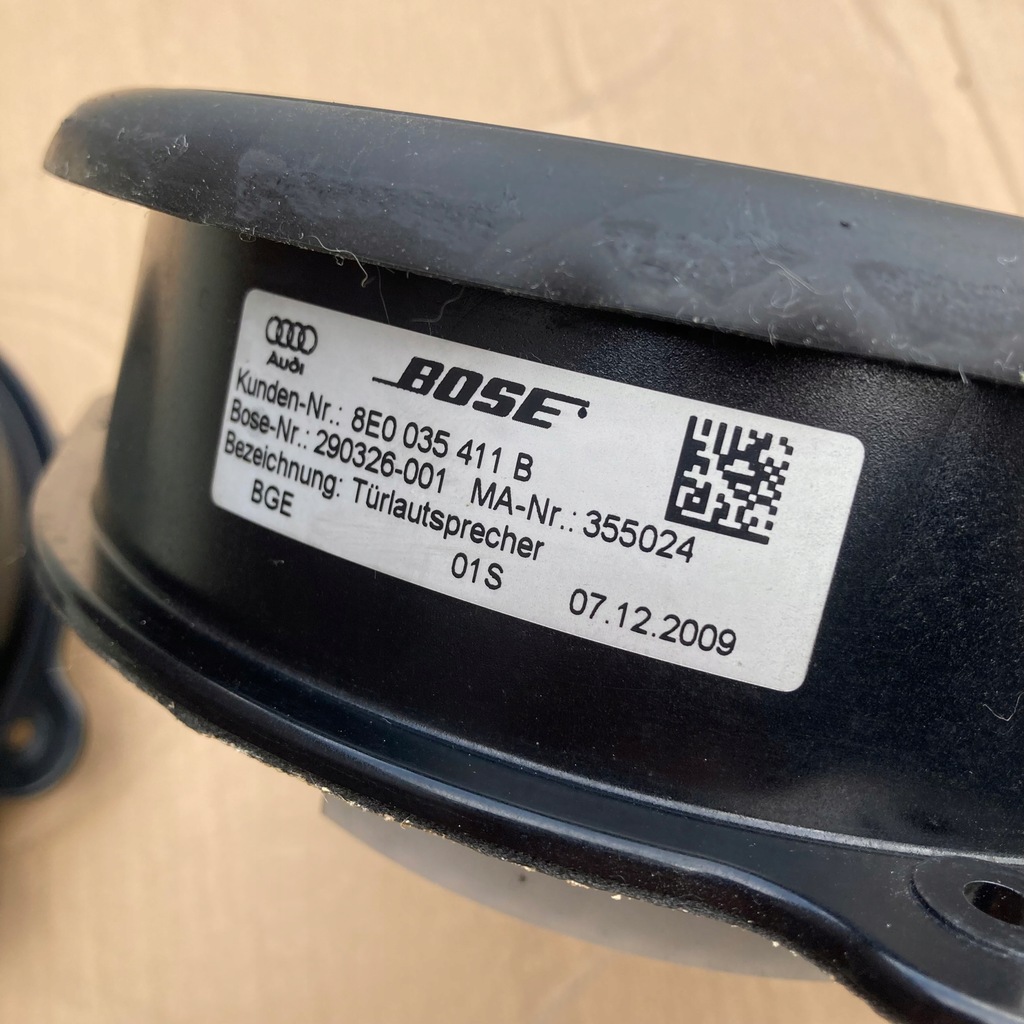 Audi
BOSE
Kunden-Nr.: 8E0 035 411 B
Bose-Nr.: 290326-001 MA-Nr.: 355024
Bezeichnung: Türlautsprecher
BGE 01S 07.12.2009